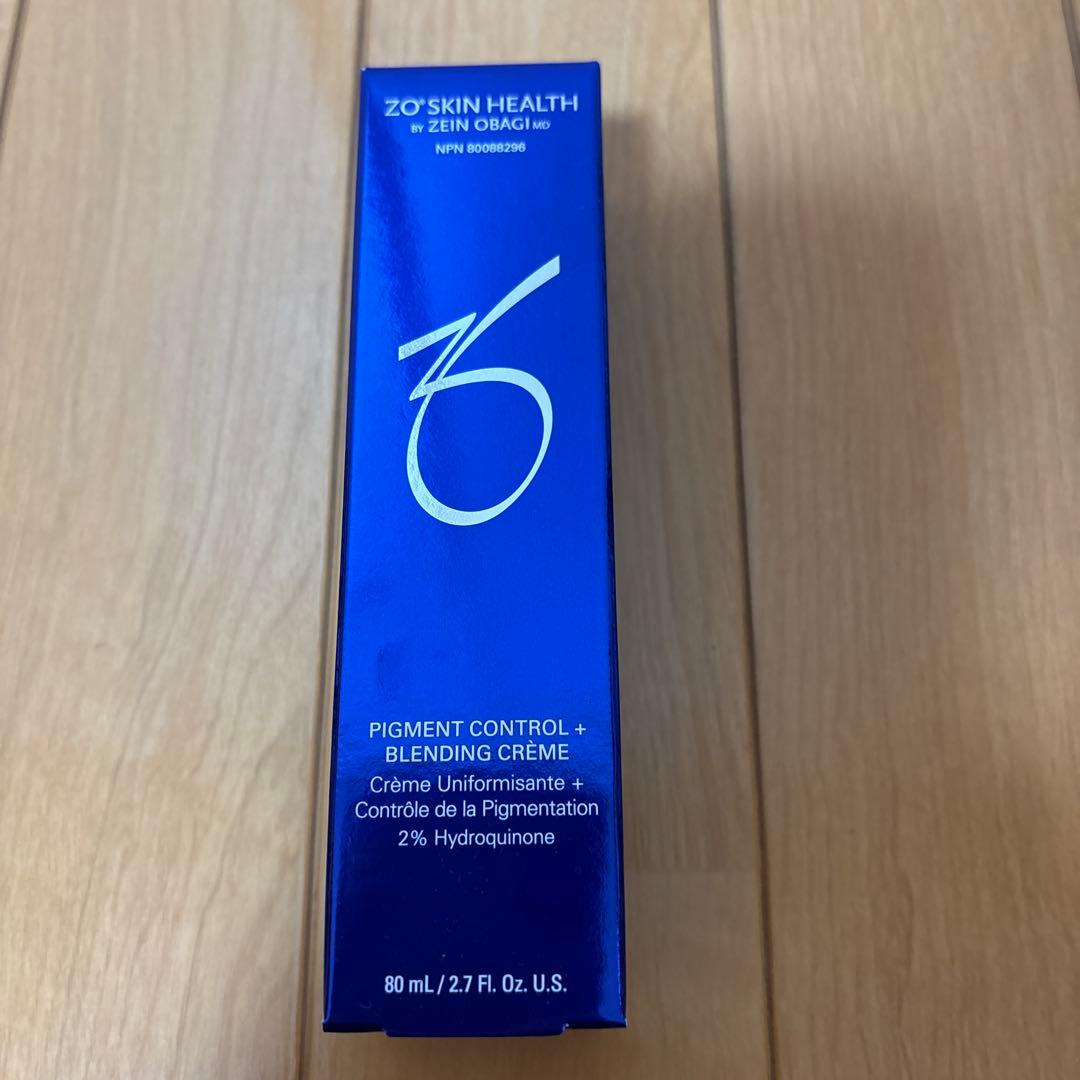 ZO® SKIN HEALTH
BY ZEIN OBAGI MD
NPN 80088296
ZO
PIGMENT CONTROL +
BLENDING CRÈME
Crème Uniformisante +
Contrôle de la Pigmentation
2% Hydroquinone
80 mL / 2.7 Fl. Oz. U.S.